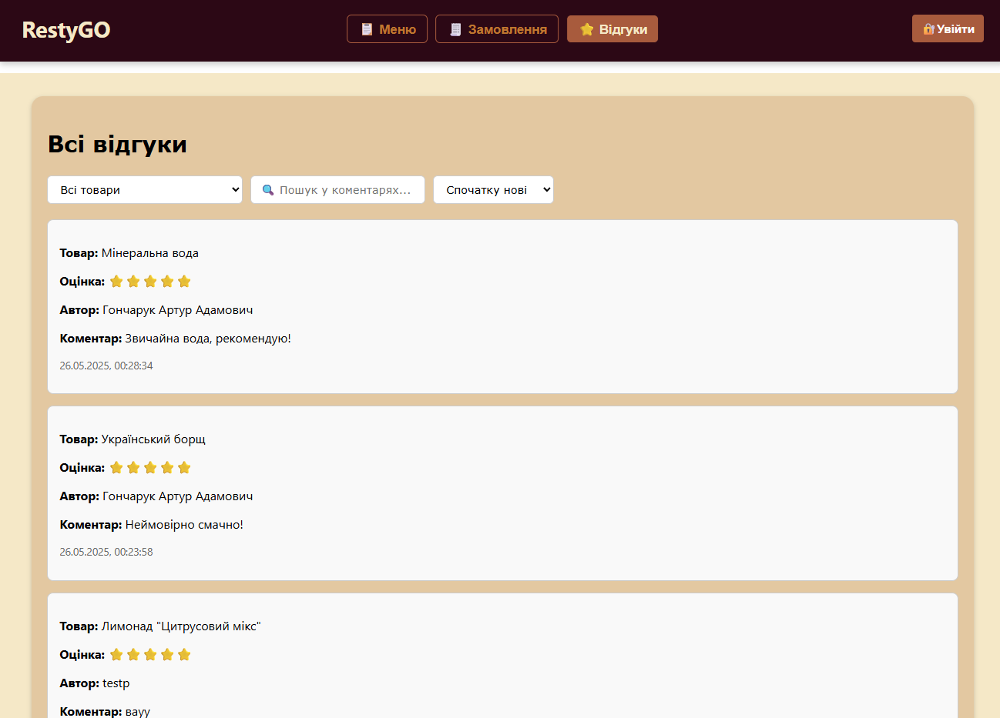 RestyGO
Меню
Замовлення
Відгуки
Увійти
Всі відгуки
Всі товари
Пошук у коментарях...
Спочатку нові
Товар: Мінеральна вода
Оцінка:
Автор: Гончарук Артур Адамович
Коментар: Звичайна вода, рекомендую!
26.05.2025, 00:28:34
Товар: Український борщ
Оцінка:
Автор: Гончарук Артур Адамович
Коментар: Неймовірно смачно!
26.05.2025, 00:23:58
Товар: Лимонад "Цитрусовий мікс"
Оцінка:
Автор: testp
Коментар: вауу